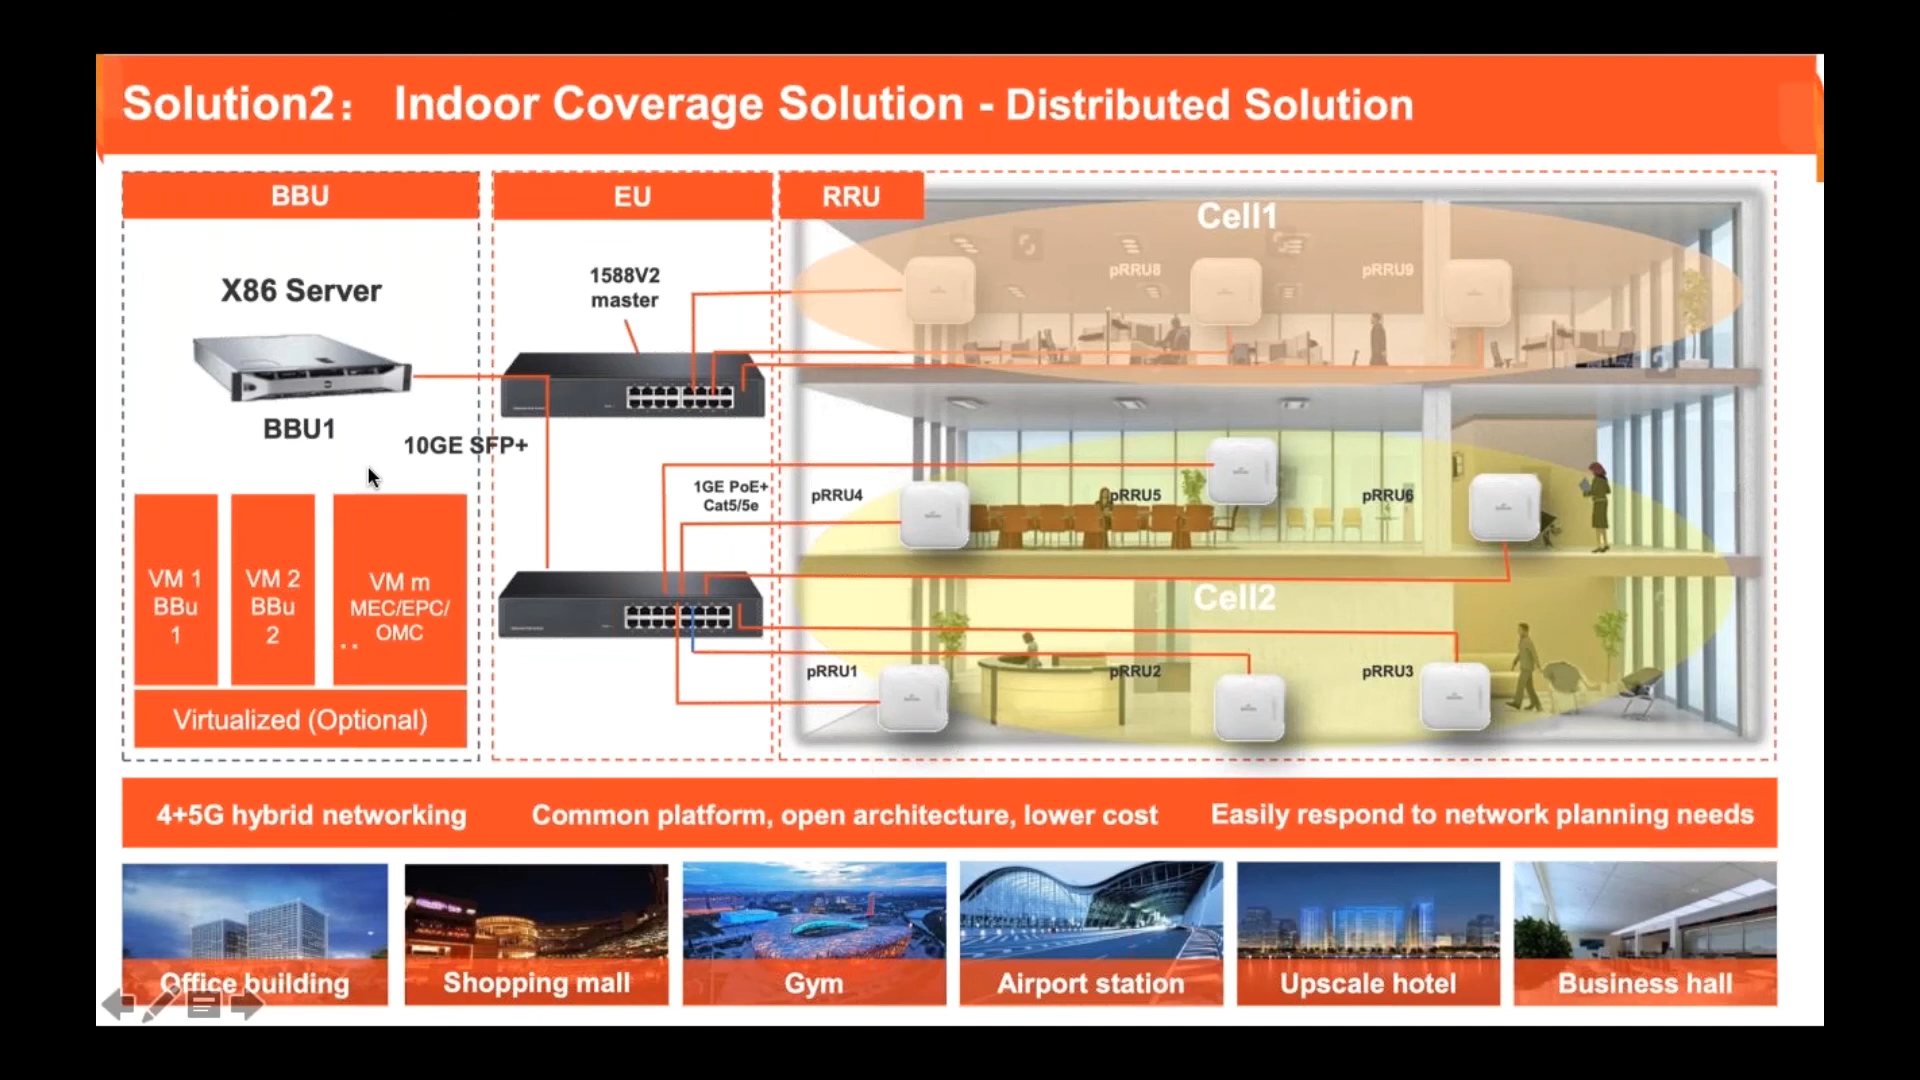 Solution2： Indoor Coverage Solution - Distributed Solution
BBU
EU
RRU
X86 Server
BBU1
10GE SFP+
VM 1
BBu
1
VM 2
BBu
2
VM m
MEC/EPC/
OMC
..
Virtualized (Optional)
1588V2
master
1GE PoE+
Cat5/5e
Cell1
pRRU8
pRRU9
pRRU4
pRRU5
pRRU6
Cell2
pRRU1
pRRU2
pRRU3
4+5G hybrid networking
Common platform, open architecture, lower cost
Easily respond to network planning needs
Office building
Shopping mall
Gym
Airport station
Upscale hotel
Business hall